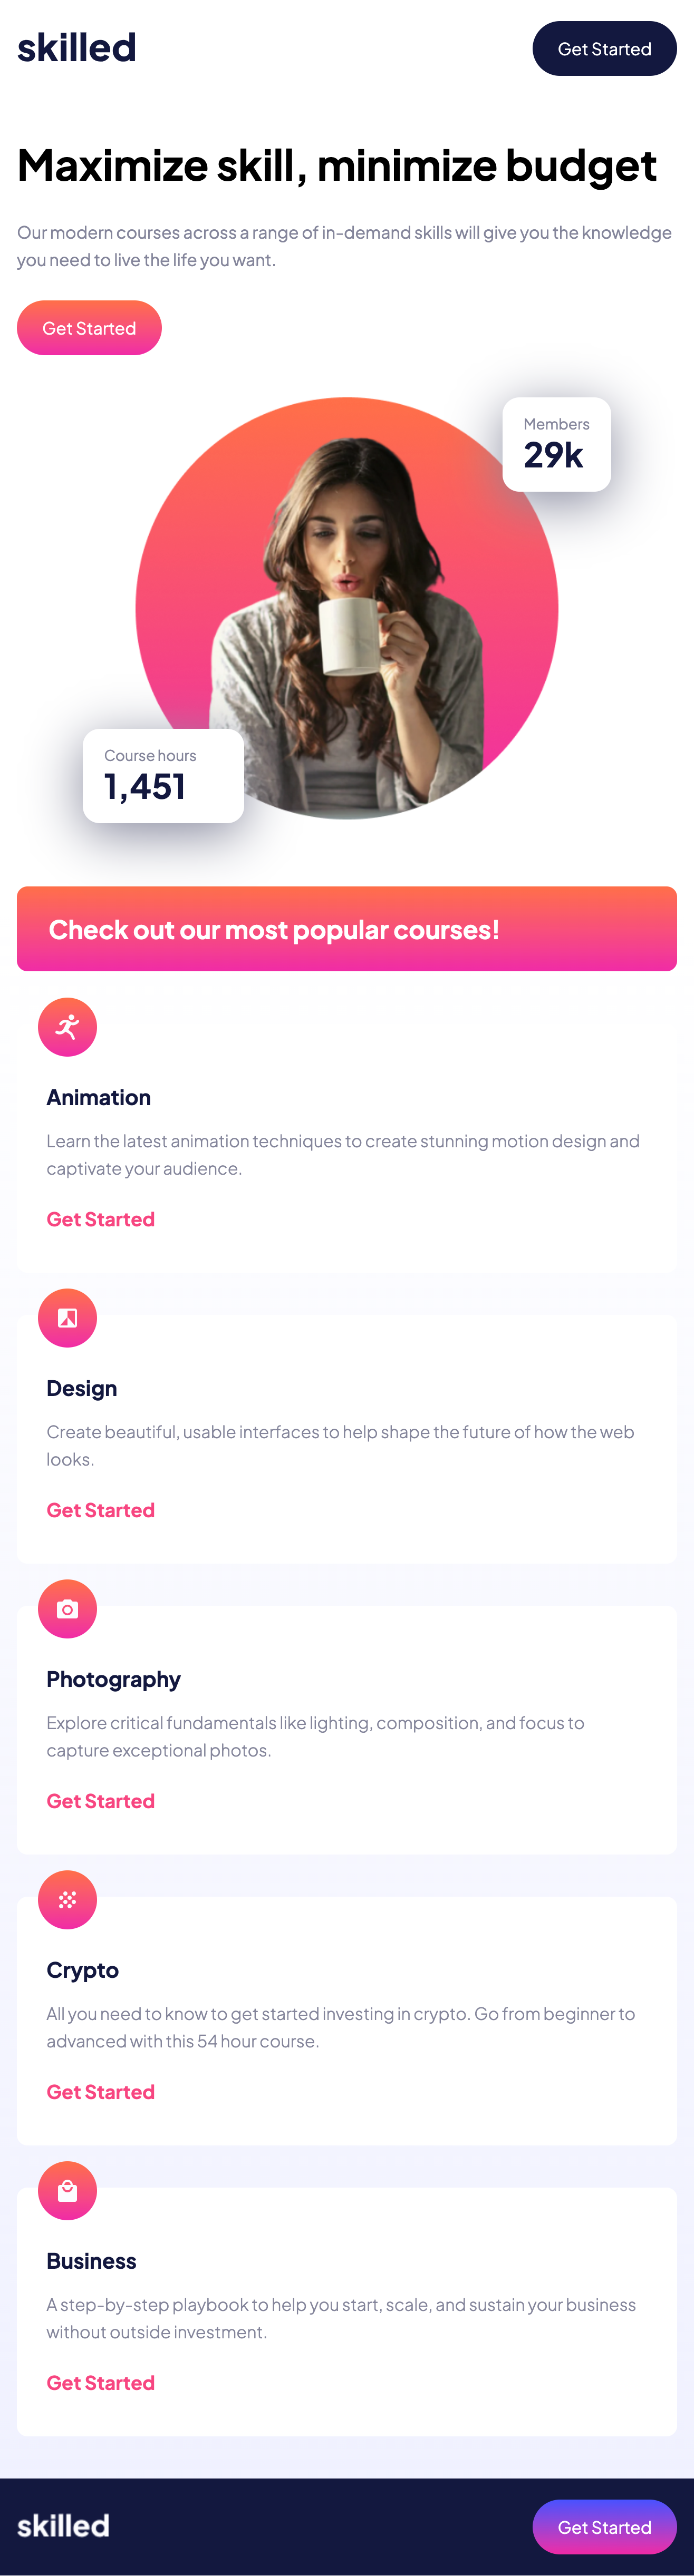 skilled
Get Started
Maximize skill, minimize budget
Our modern courses across a range of in-demand skills will give you the knowledge
you need to live the life you want.
Get Started
Members
29k
Course hours
1,451
Check out our most popular courses!
Animation
Learn the latest animation techniques to create stunning motion design and
captivate your audience.
Get Started
Design
Create beautiful, usable interfaces to help shape the future of how the web
looks.
Get Started
Photography
Explore critical fundamentals like lighting, composition, and focus to
capture exceptional photos.
Get Started
Crypto
All you need to know to get started investing in crypto. Go from beginner to
advanced with this 54 hour course.
Get Started
Business
A step-by-step playbook to help you start, scale, and sustain your business
without outside investment.
Get Started
skilled
Get Started